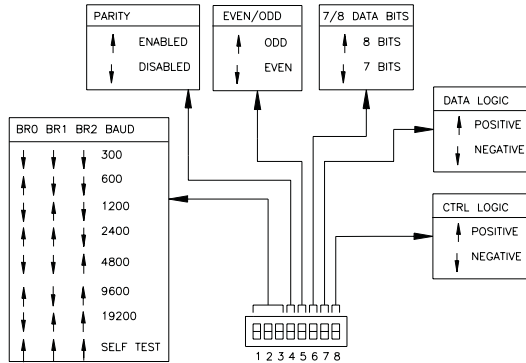 PARITY
ENABLED
DISABLED
EVEN/ODD
ODD
EVEN
7/8 DATA BITS
8 BITS
7 BITS
DATA LOGIC
POSITIVE
NEGATIVE
CTRL LOGIC
POSITIVE
NEGATIVE
BR0 BR1 BR2 BAUD
300
600
1200
2400
4800
9600
19200
SELF TEST
1 2 3 4 5 6 7 8